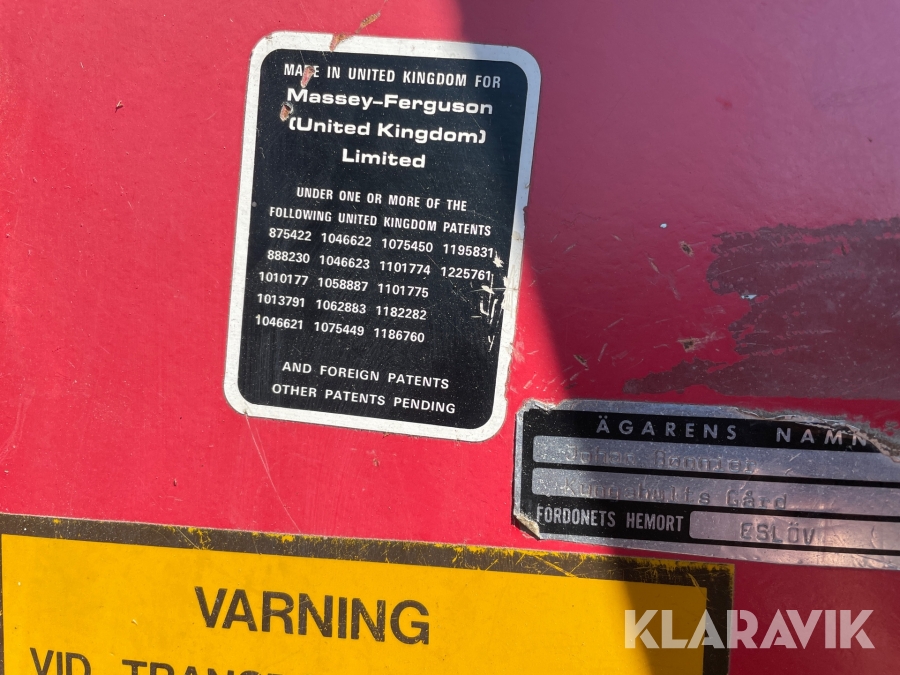 MADE IN UNITED KINGDOM FOR
Massey-Ferguson
(United Kingdom)
Limited
UNDER ONE OR MORE OF THE
FOLLOWING UNITED KINGDOM PATENTS
875422 1046622 1075450 1195831
888230 1046623 1101774 1225761
1010177 1058887 1101775
1013791 1062883 1182282
1046621 1075449 1186760
AND FOREIGN PATENTS
OTHER PATENTS PENDING
ÄGARENS NAMN
Gård
FORDONETS HEMORT ESLÖV
VARNING
VID
KLARAVIK